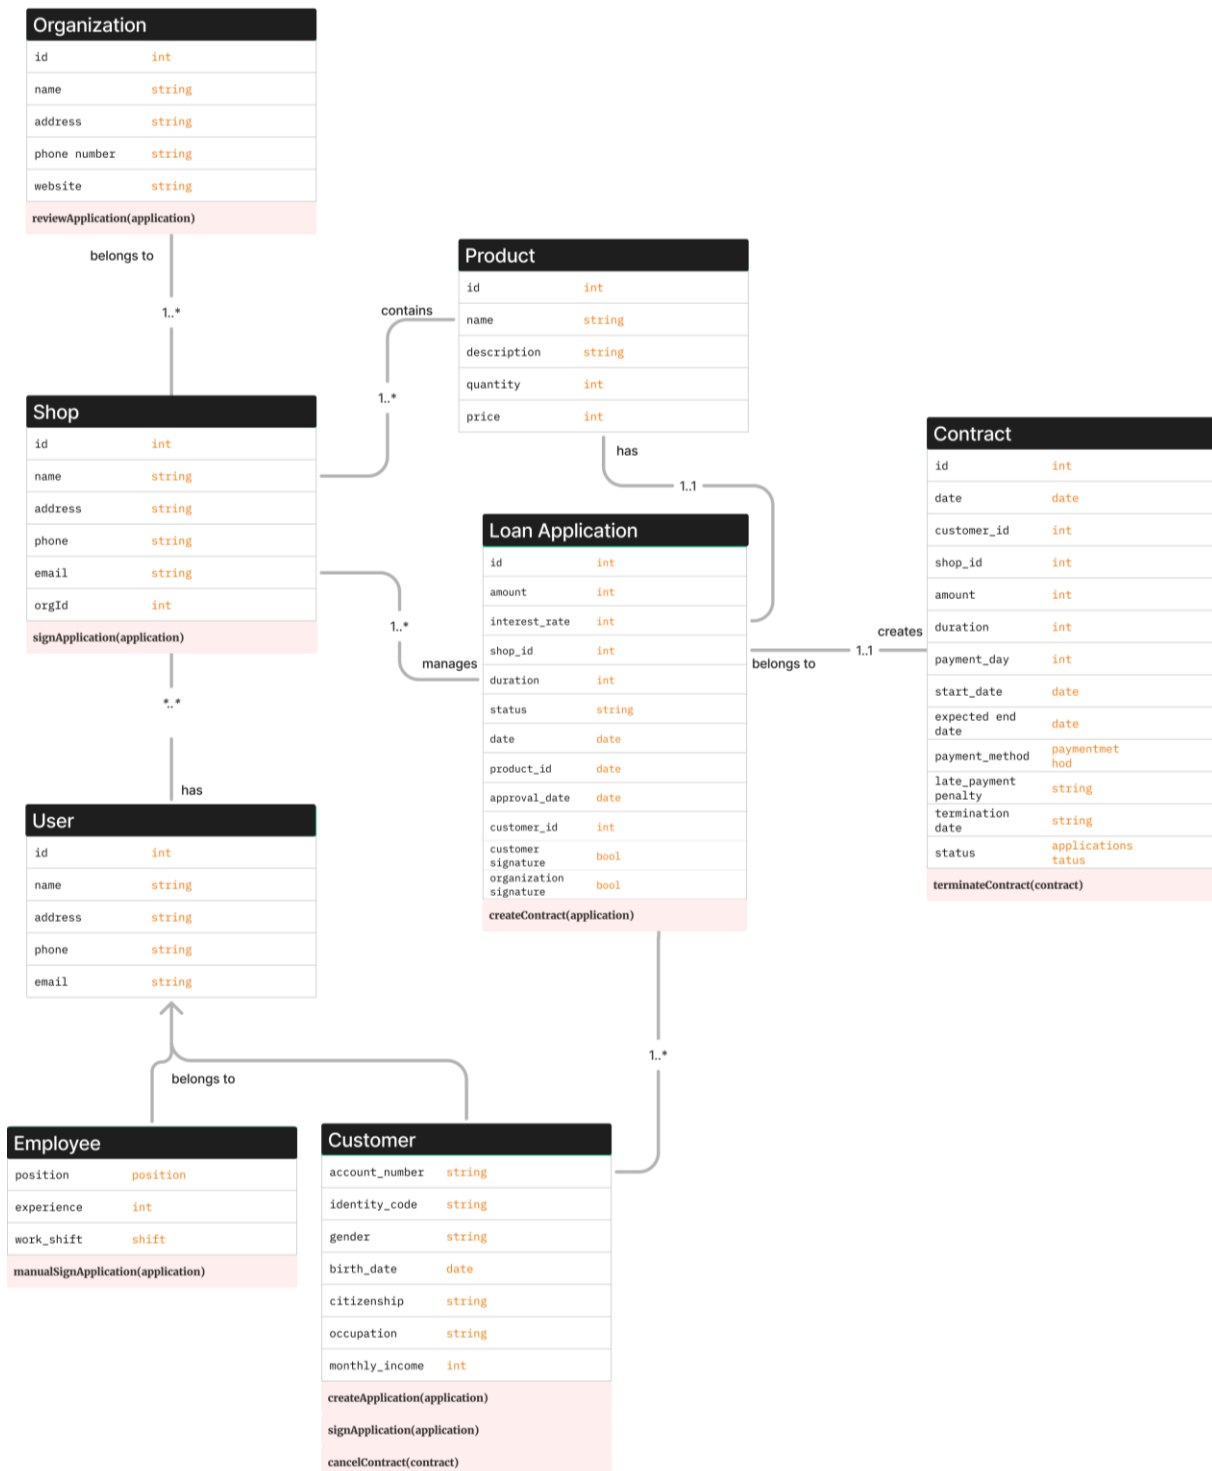 Organization
id int
name string
address string
phone number string
website string
reviewApplication(application)
belongs to
1..*
Product
id int
name string
description string
quantity int
price int
contains
1..*
has
1..1
Shop
id int
name string
address string
phone string
email string
orgId int
signApplication(application)
1..*
manages
*..*
has
Loan Application
id int
amount int
interest_rate int
shop_id int
duration int
status string
date date
product_id date
approval_date date
customer_id int
customer
signature bool
organization
signature bool
createContract(application)
belongs to
1..1
creates
Contract
id int
date date
customer_id int
shop_id int
amount int
duration int
payment_day int
start_date date
expected end
date date
payment_method paymentmet
hod
late_payment
penalty string
termination
date string
status applications
tatus
terminateContract(contract)
User
id int
name string
address string
phone string
email string
belongs to
1..*
Employee
position position
experience int
work_shift shift
manualSignApplication(application)
Customer
account_number string
identity_code string
gender string
birth_date date
citizenship string
occupation string
monthly_income int
createApplication(application)
signApplication(application)
cancelContract(contract)